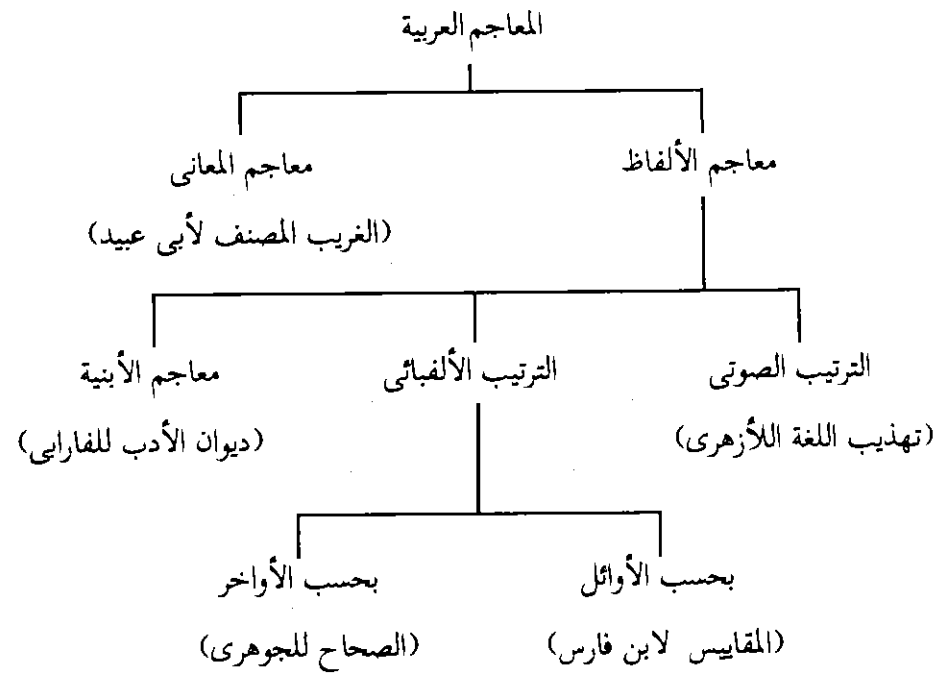 المعاجم العربية
معاجم الألفاظ
معاجم المعانى
(الغريب المصنف لأبى عبيد)
الترتيب الصوتى
الترتيب الألفبائى
معاجم الأبنية
(تهذيب اللغة اللأزهرى)
(ديوان الأدب للفارابى)
بحسب الأوائل
بحسب الأواخر
(المقاييس لابن فارس)
(الصحاح للجوهرى)